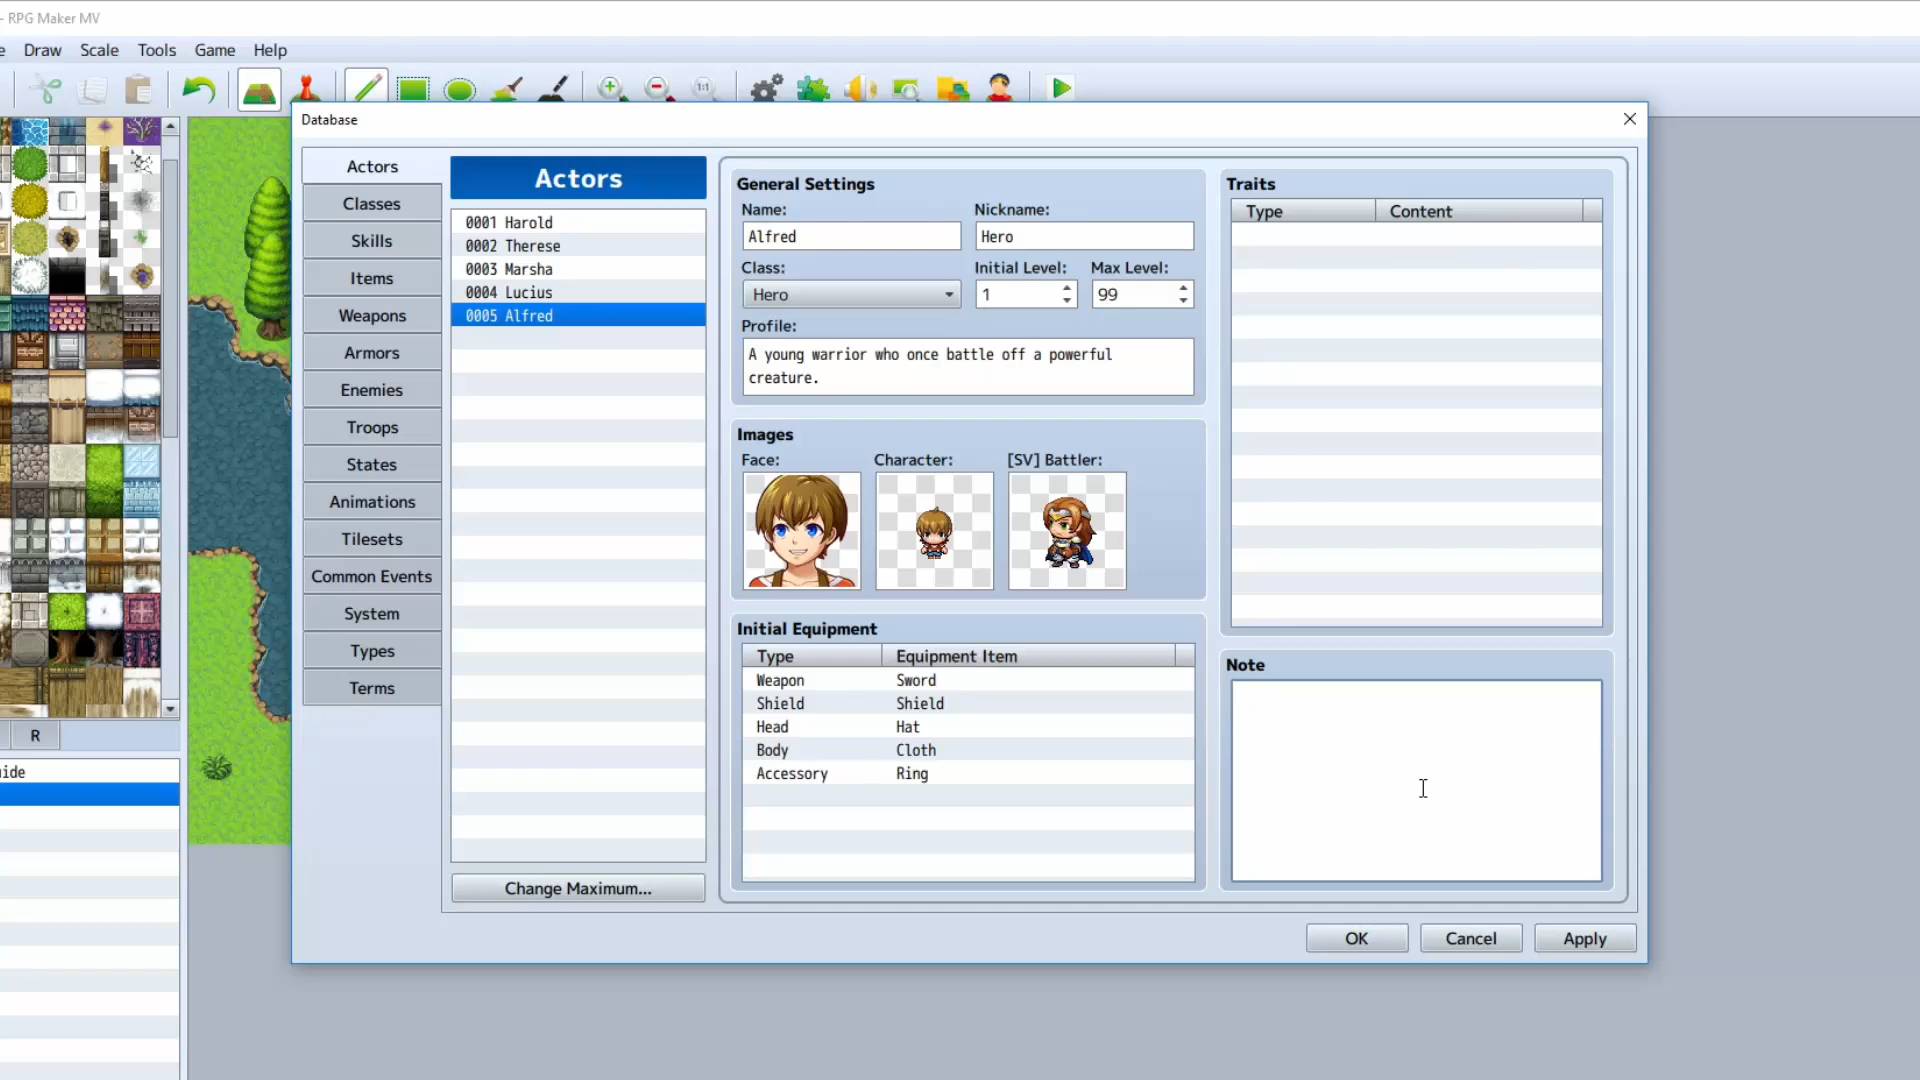 - RPG Maker MV
e Draw Scale Tools Game Help
1:1
Database
Actors
Classes
Skills
Items
Weapons
Armors
Enemies
Troops
States
Animations
Tilesets
Common Events
System
Types
Terms
Actors
0001 Harold
0002 Therese
0003 Marsha
0004 Lucius
0005 Alfred
Change Maximum...
General Settings
Name: Nickname:
Alfred Hero
Class: Initial Level: Max Level:
Hero 1 99
Profile:
A young warrior who once battle off a powerful
creature.
Images
Face: Character: [SV] Battler:
Initial Equipment
Type Equipment Item
Weapon Sword
Shield Shield
Head Hat
Body Cloth
Accessory Ring
Traits
Type Content
Note
OK Cancel Apply
R
ide